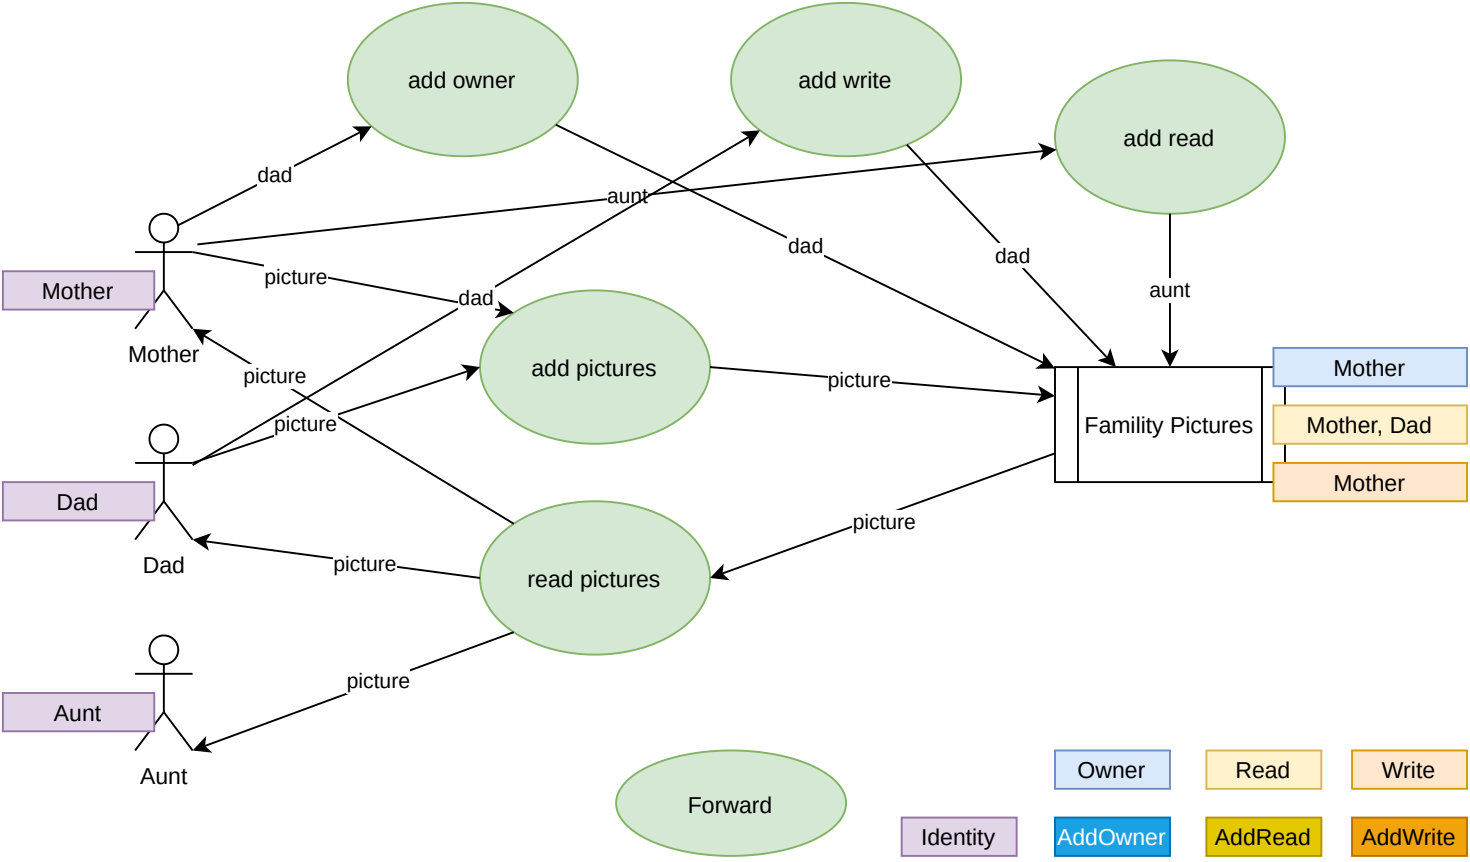 add owner
add write
add read
dad
aunt
dad
dad
picture
dad
aunt
Mother
Mother
picture
add pictures
picture
picture
Famility Pictures
Mother
Mother, Dad
Mother
Dad
Dad
picture
picture
read pictures
picture
Aunt
Aunt
Forward
Owner
Read
Write
Identity
AddOwner
AddRead
AddWrite